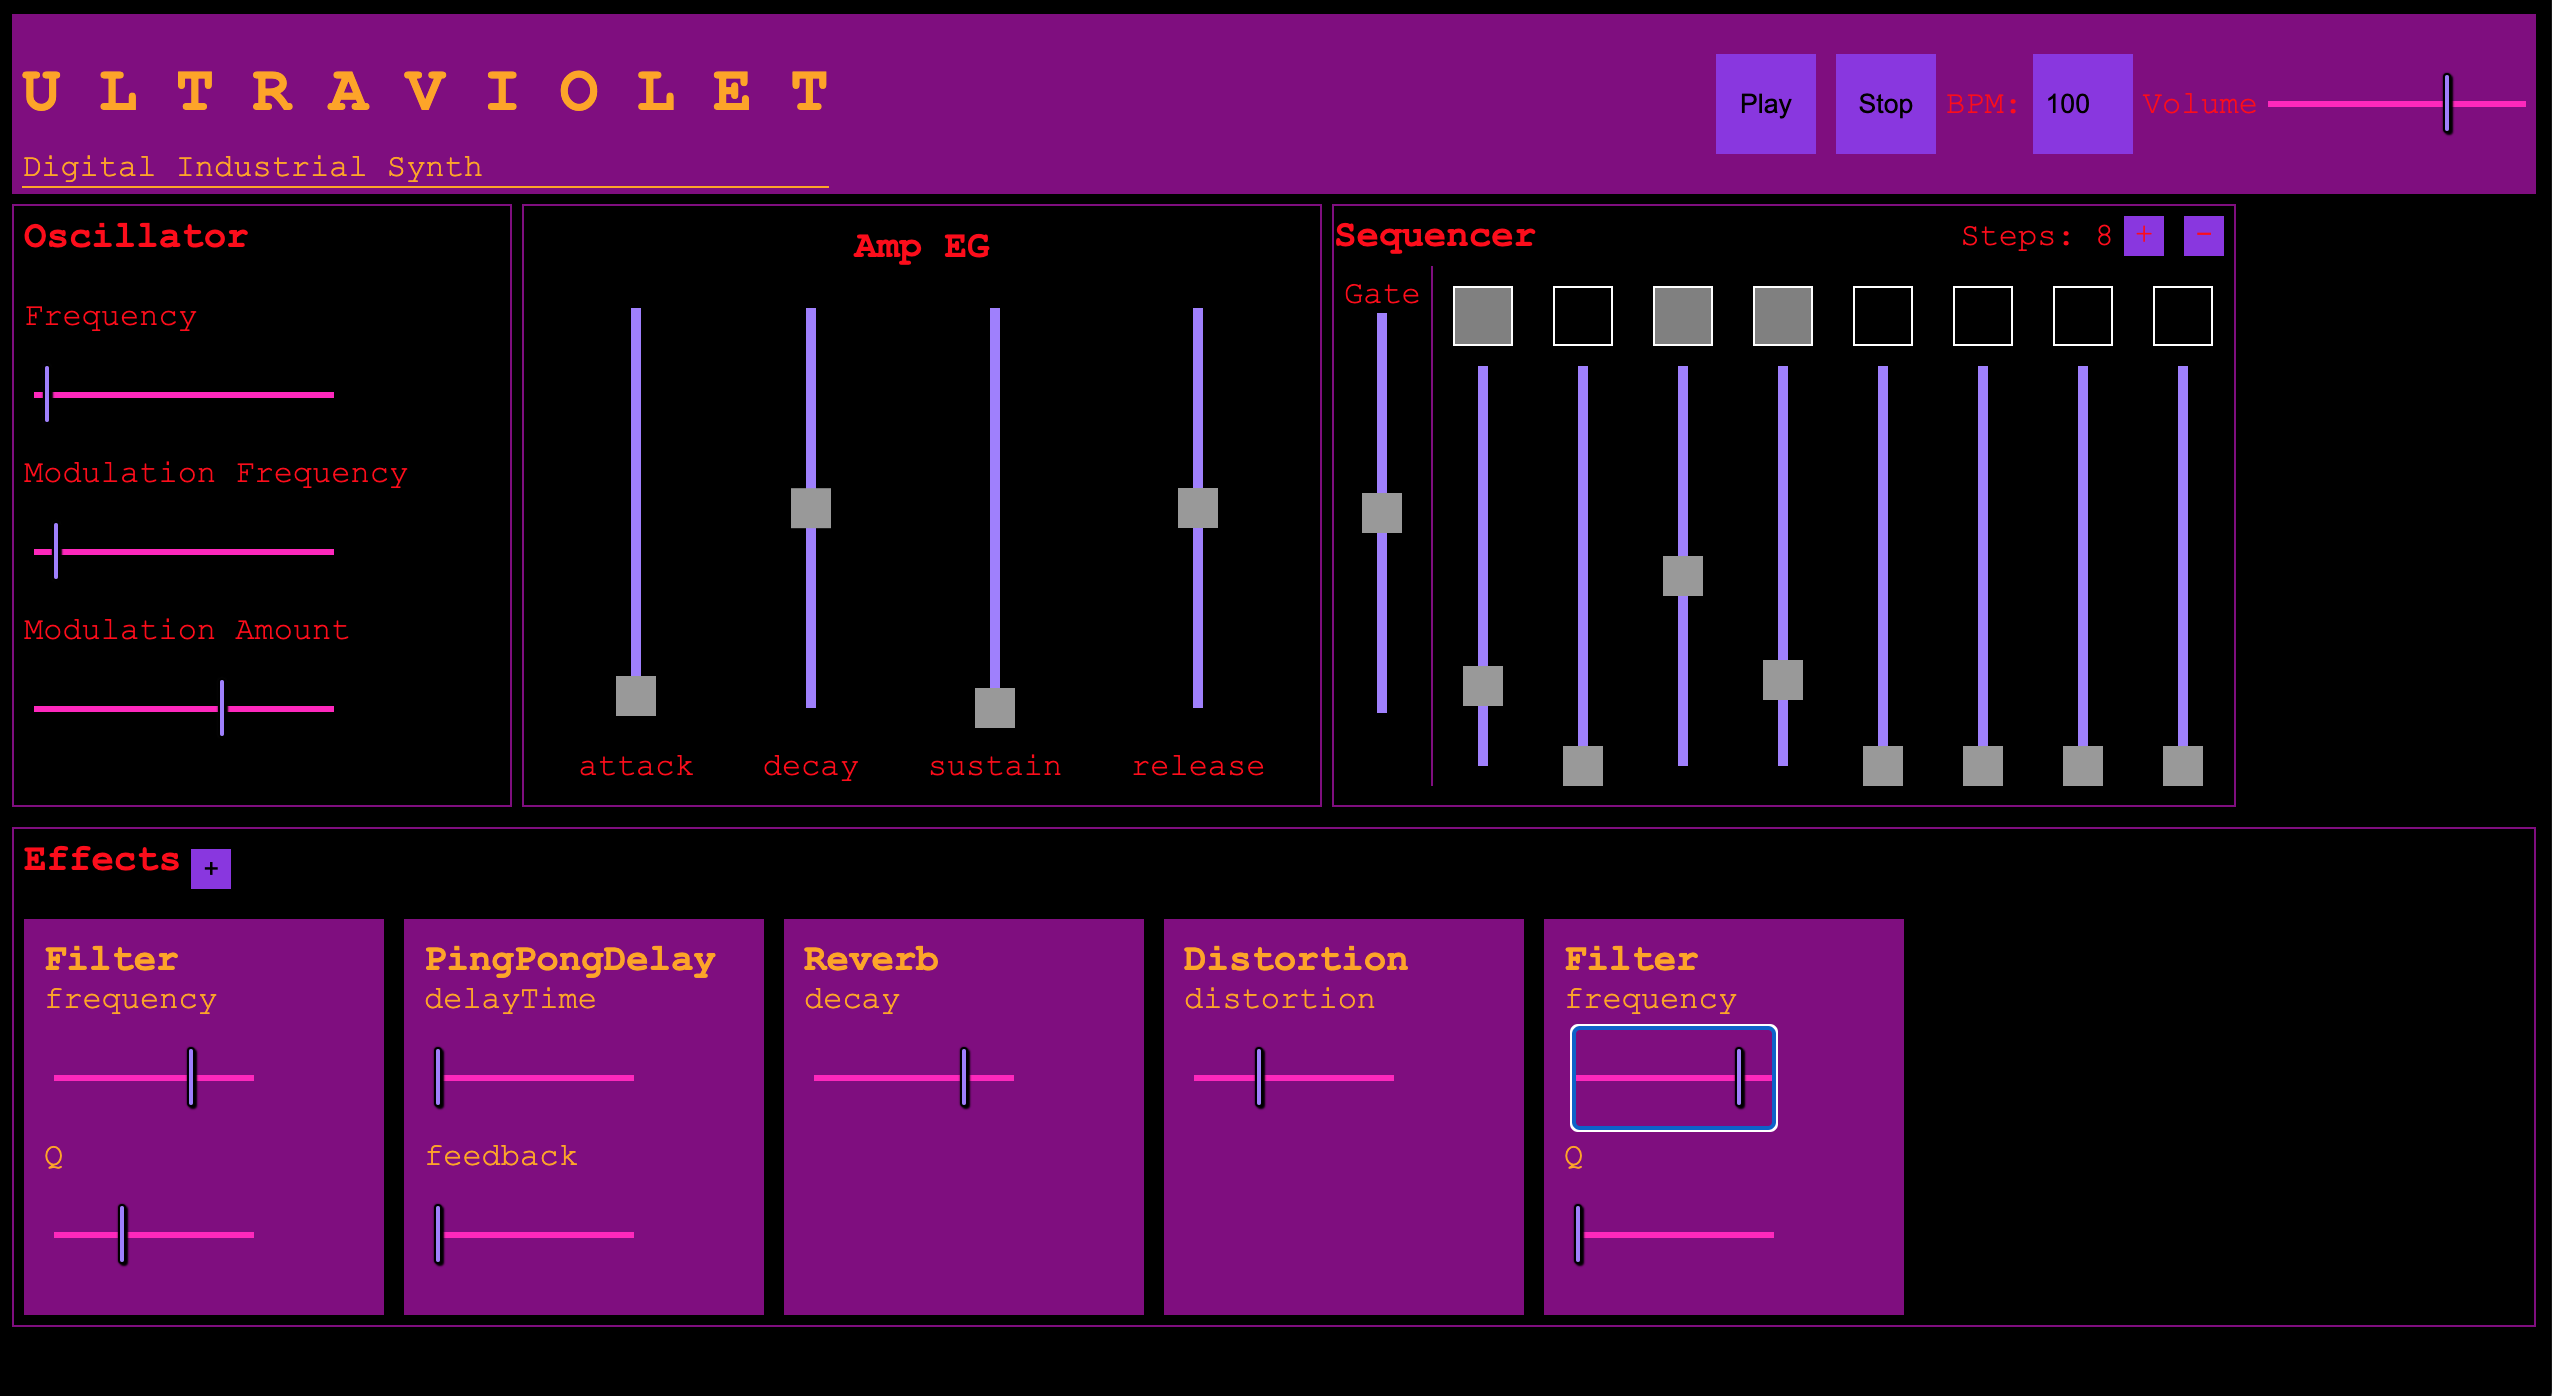 U L T R A V I O L E T
Digital Industrial Synth
Play Stop BPM: 100 Volume
Oscillator
Frequency
Modulation Frequency
Modulation Amount
Amp EG
attack decay sustain release
Sequencer Steps: 8 + -
Gate
Effects +
Filter
frequency
Q
PingPongDelay
delayTime
feedback
Reverb
decay
Distortion
distortion
Filter
frequency
Q